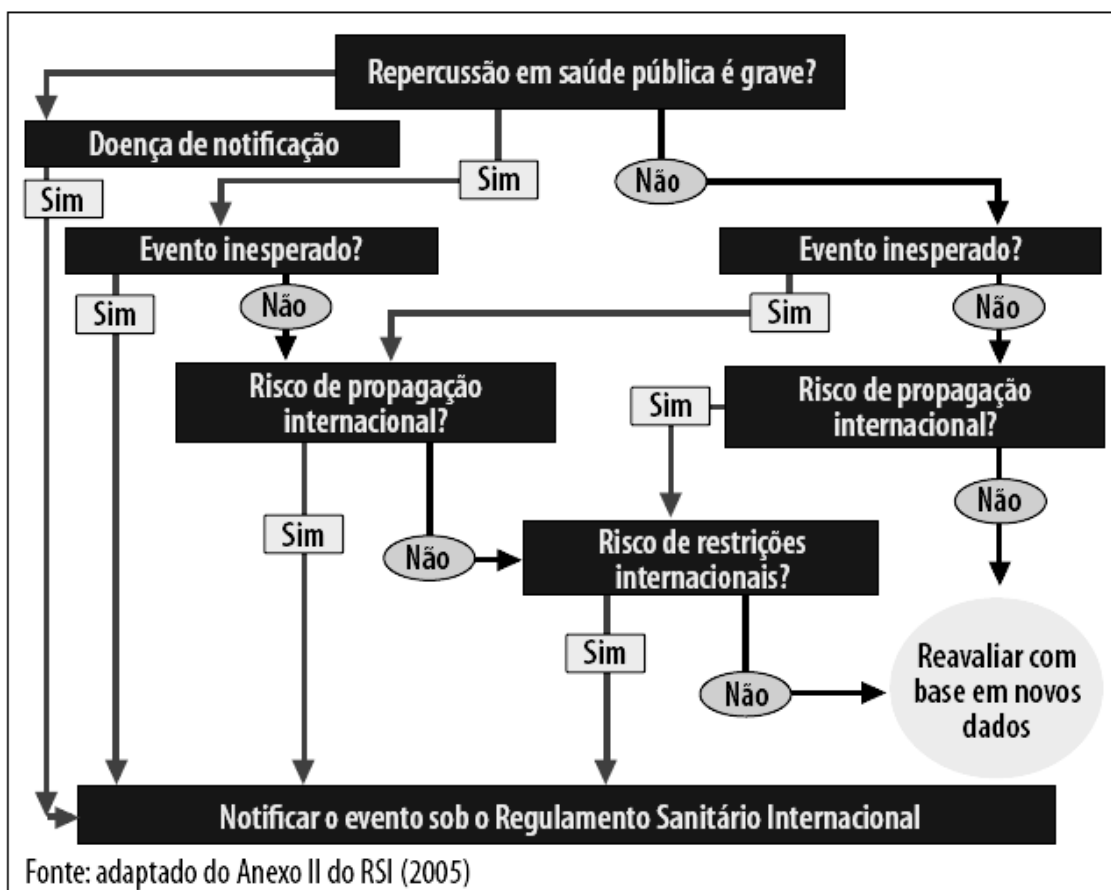 Repercussão em saúde pública é grave?
Doença de notificação
Sim
Sim
Não
Evento inesperado?
Evento inesperado?
Sim
Não
Sim
Não
Risco de propagação
internacional?
Sim
Risco de propagação
internacional?
Sim
Não
Não
Risco de restrições
internacionais?
Sim
Não
Reavaliar com
base em novos
dados
Notificar o evento sob o Regulamento Sanitário Internacional
Fonte: adaptado do Anexo II do RSI (2005)